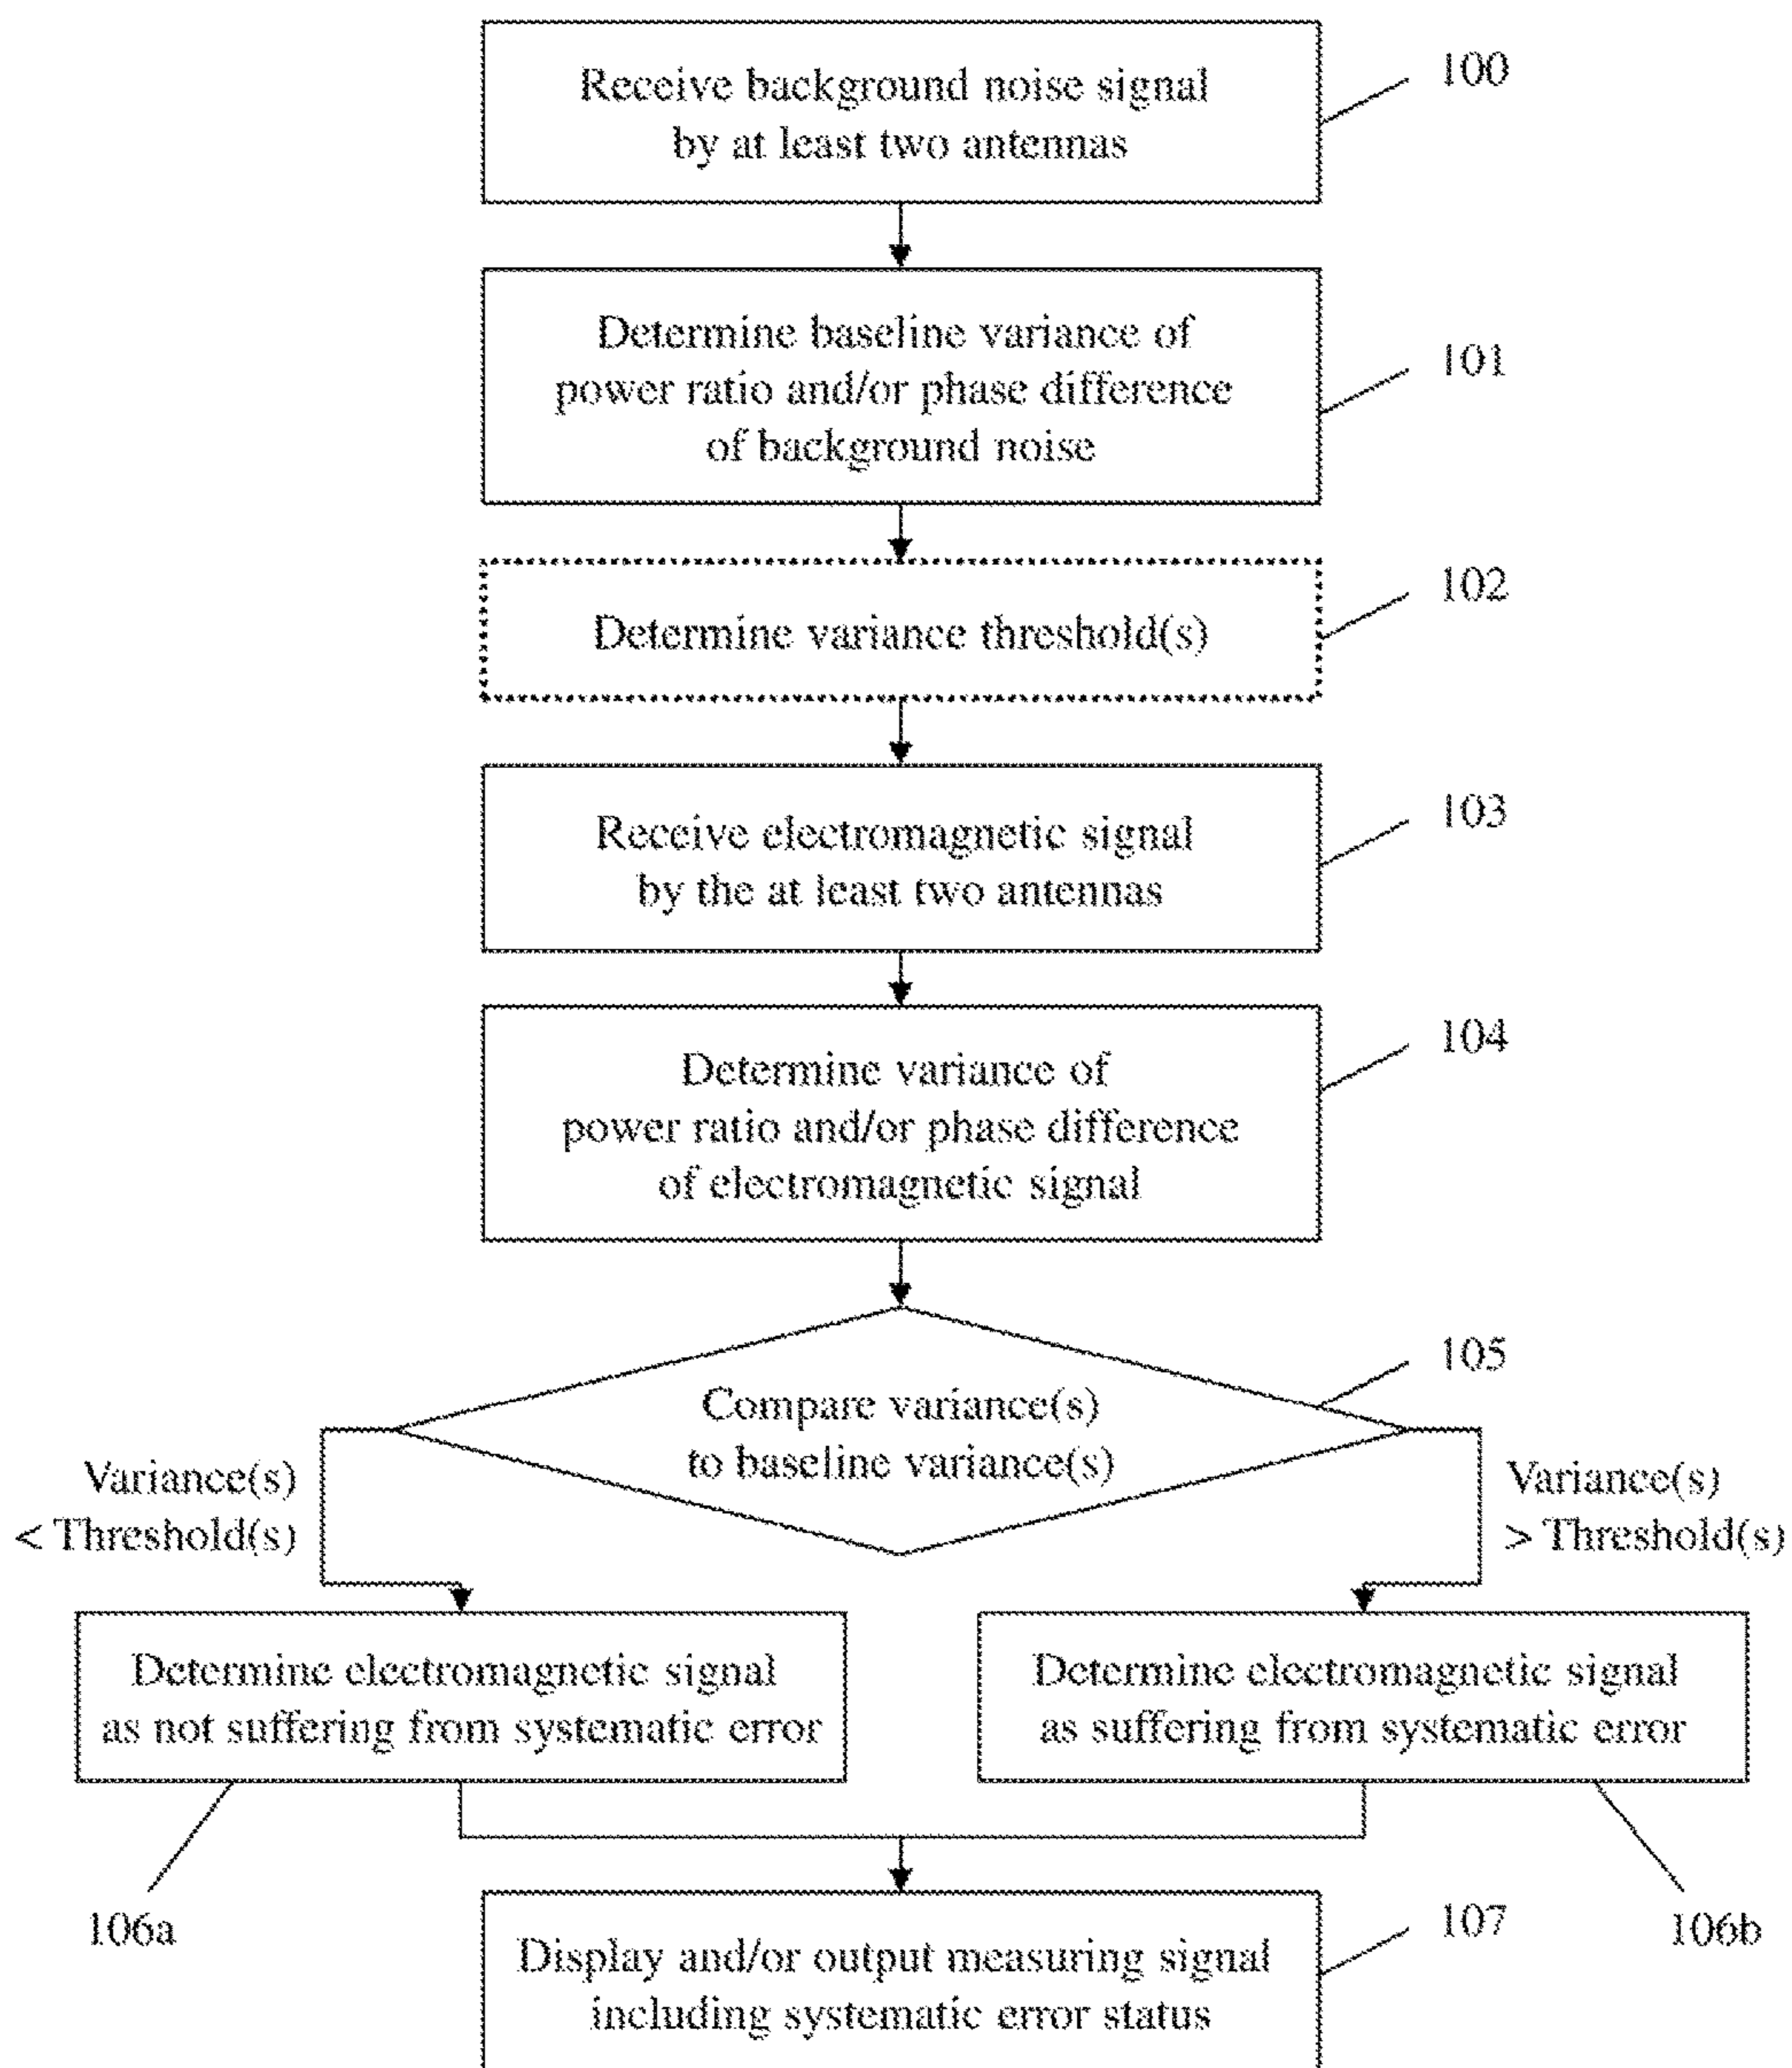 Receive background noise signal
by at least two antennas
100
Determine baseline variance of
power ratio and/or phase difference
of background noise
101
Determine variance threshold(s)
102
Receive electromagnetic signal
by the at least two antennas
103
Determine variance of
power ratio and/or phase difference
of electromagnetic signal
104
Compare variance(s)
to baseline variance(s)
105
Variance(s)
< Threshold(s)
Variance(s)
> Threshold(s)
Determine electromagnetic signal
as not suffering from systematic error
106a
Determine electromagnetic signal
as suffering from systematic error
106b
Display and/or output measuring signal
including systematic error status
107